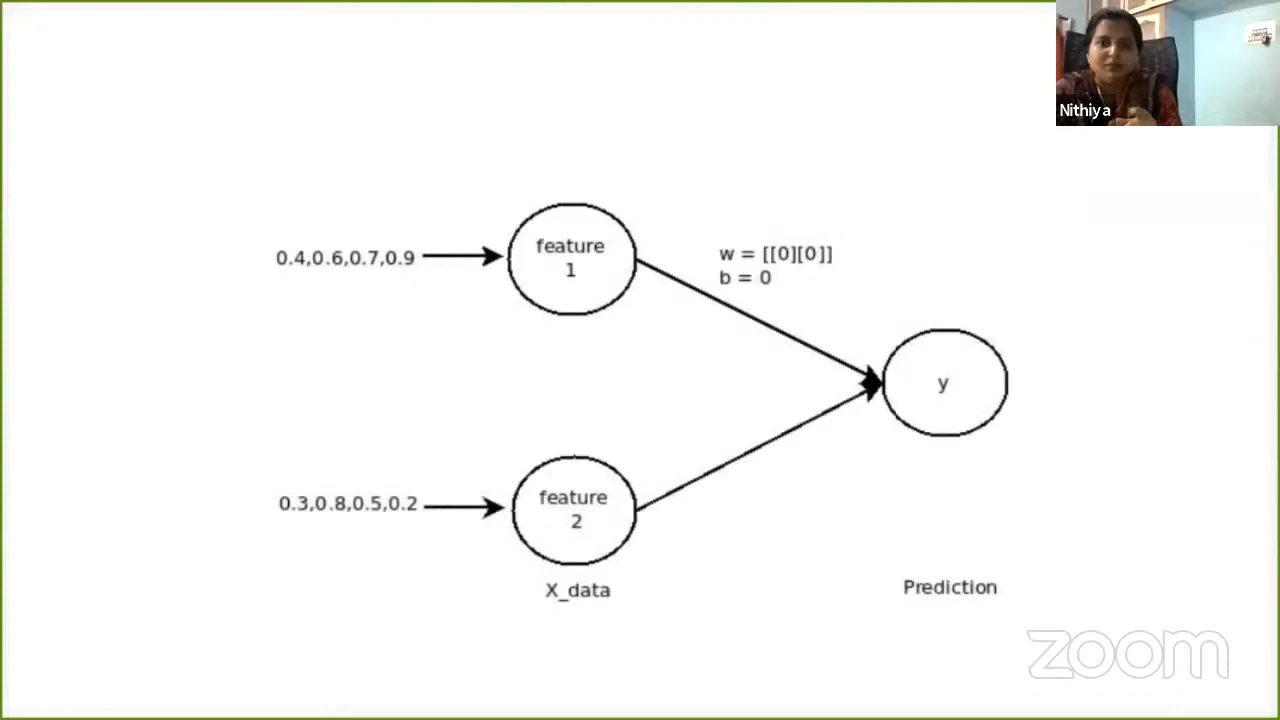 Nithiya
0.4,0.6,0.7,0.9
feature
1
w = [[0][0]]
b = 0
y
0.3,0.8,0.5,0.2
feature
2
X_data
Prediction
zoom